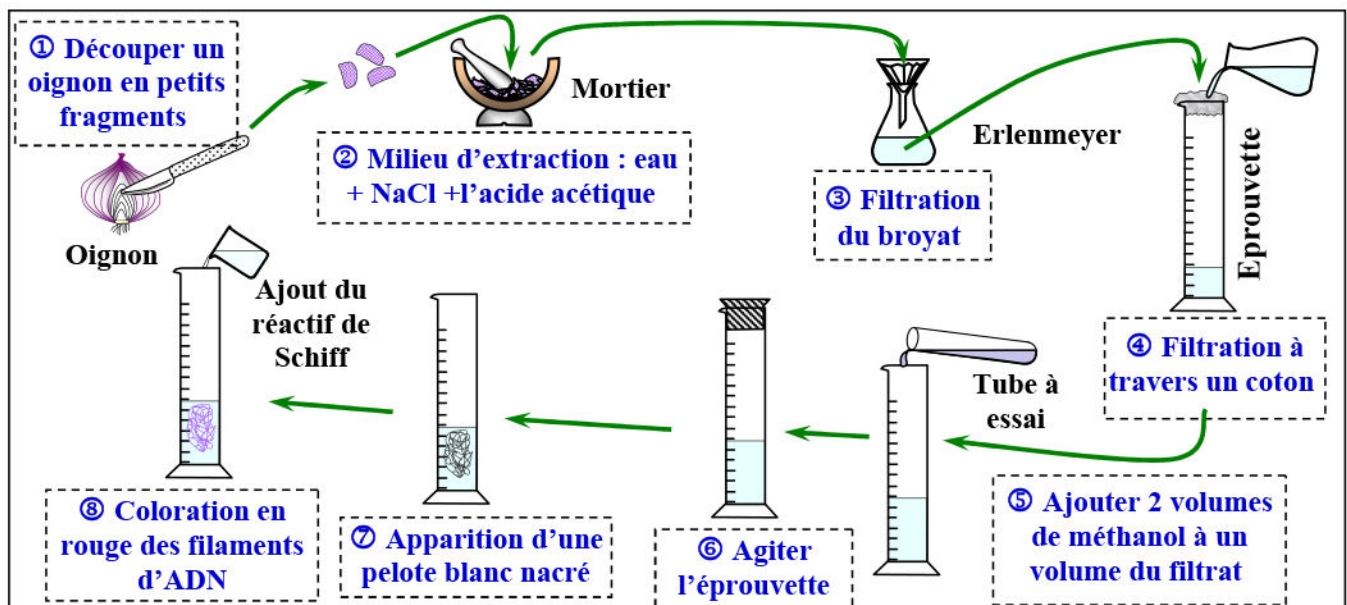 ① Découper un
oignon en petits
fragments
Oignon
Mortier
② Milieu d’extraction : eau
+ NaCl +l’acide acétique
Erlenmeyer
③ Filtration
du broyat
Eprouvette
④ Filtration à
travers un coton
Tube à
essai
⑤ Ajouter 2 volumes
de méthanol à un
volume du filtrat
⑥ Agiter
l’éprouvette
⑦ Apparition d’une
pelote blanc nacré
Ajout du
réactif de
Schiff
⑧ Coloration en
rouge des filaments
d’ADN